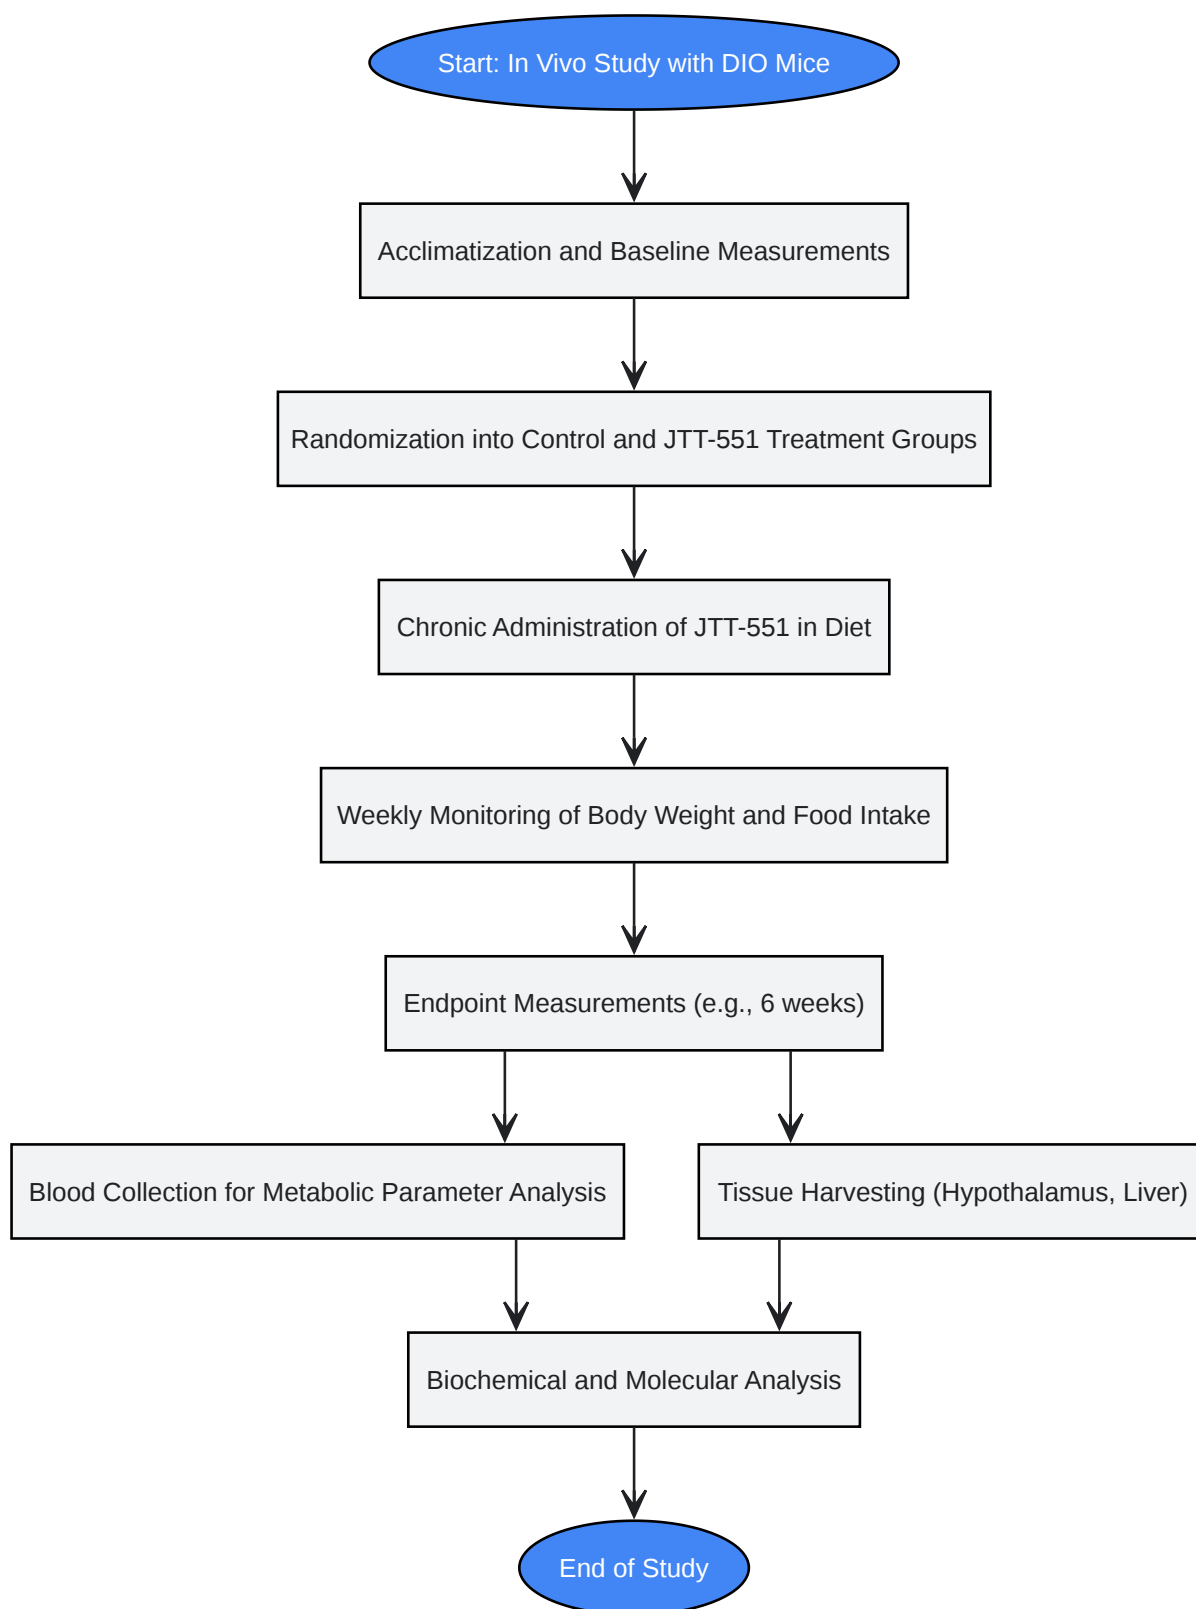 Start: In Vivo Study with DIO Mice
Acclimatization and Baseline Measurements
Randomization into Control and JTT-551 Treatment Groups
Chronic Administration of JTT-551 in Diet
Weekly Monitoring of Body Weight and Food Intake
Endpoint Measurements (e.g., 6 weeks)
Blood Collection for Metabolic Parameter Analysis
Tissue Harvesting (Hypothalamus, Liver)
Biochemical and Molecular Analysis
End of Study